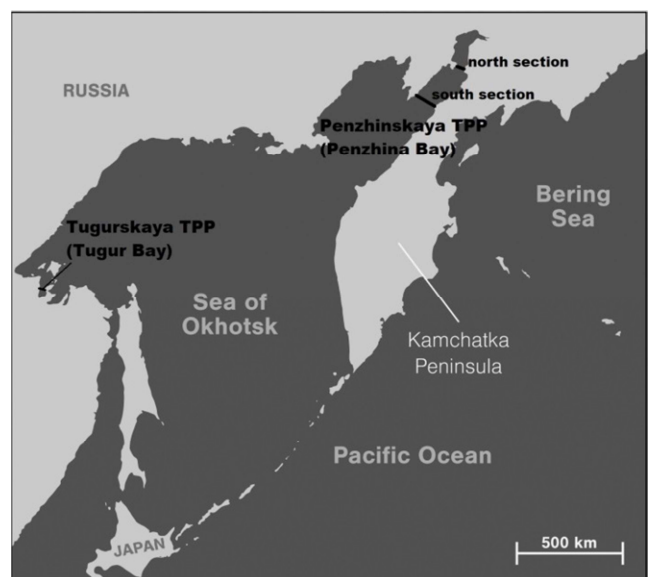 north section
RUSSIA
south section
Penzhinskaya TPP
(Penzhina Bay)
Bering
Sea
Tugurskaya TPP
(Tugur Bay)
Sea of
Okhotsk
Kamchatka
Peninsula
Pacific Ocean
500 km
JAPAN